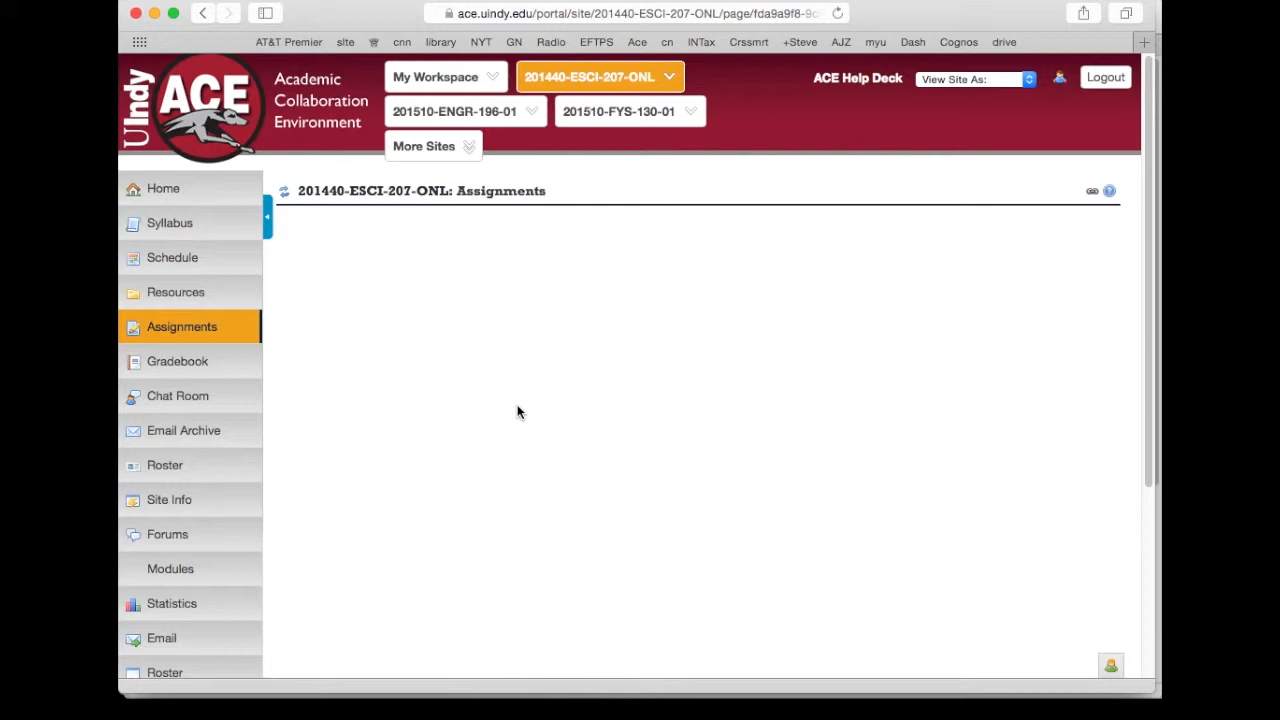 ace.uindy.edu/portal/site/201440-ESCI-207-ONL/page/fda9a9f8-9c
AT&T Premier site cnn library NYT GN Radio EFTPS Ace cn INTax Crssmrt +Steve AJZ myu Dash Cognos drive
UIndy ACE
Academic
Collaboration
Environment
My Workspace 201440-ESCI-207-ONL
201510-ENGR-196-01 201510-FYS-130-01
More Sites
ACE Help Deck View Site As: Logout
Home
Syllabus
Schedule
Resources
Assignments
Gradebook
Chat Room
Email Archive
Roster
Site Info
Forums
Modules
Statistics
Email
Roster
201440-ESCI-207-ONL: Assignments